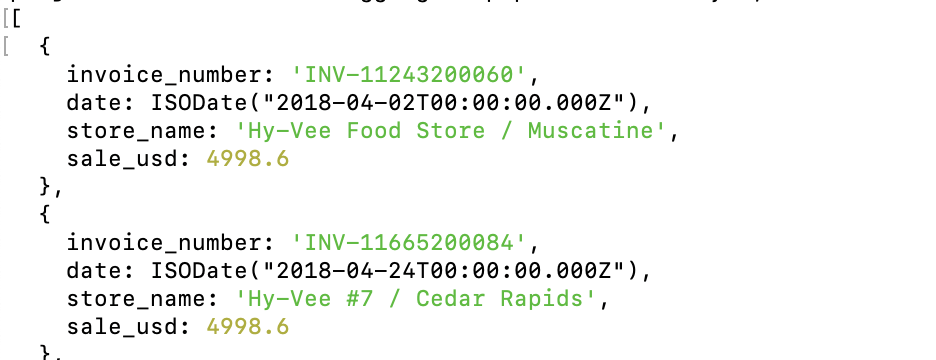 [[
[  {
    invoice_number: 'INV-11243200060',
    date: ISODate("2018-04-02T00:00:00.000Z"),
    store_name: 'Hy-Vee Food Store / Muscatine',
    sale_usd: 4998.6
  },
  {
    invoice_number: 'INV-11665200084',
    date: ISODate("2018-04-24T00:00:00.000Z"),
    store_name: 'Hy-Vee #7 / Cedar Rapids',
    sale_usd: 4998.6
  },